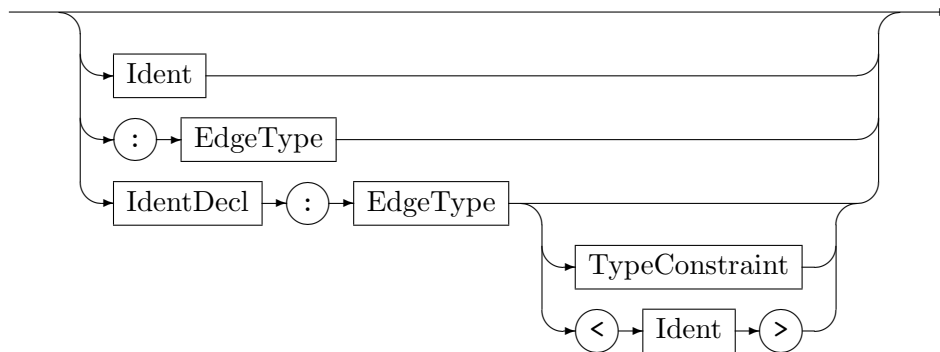 Ident
: EdgeType
IdentDecl : EdgeType
TypeConstraint
< Ident >